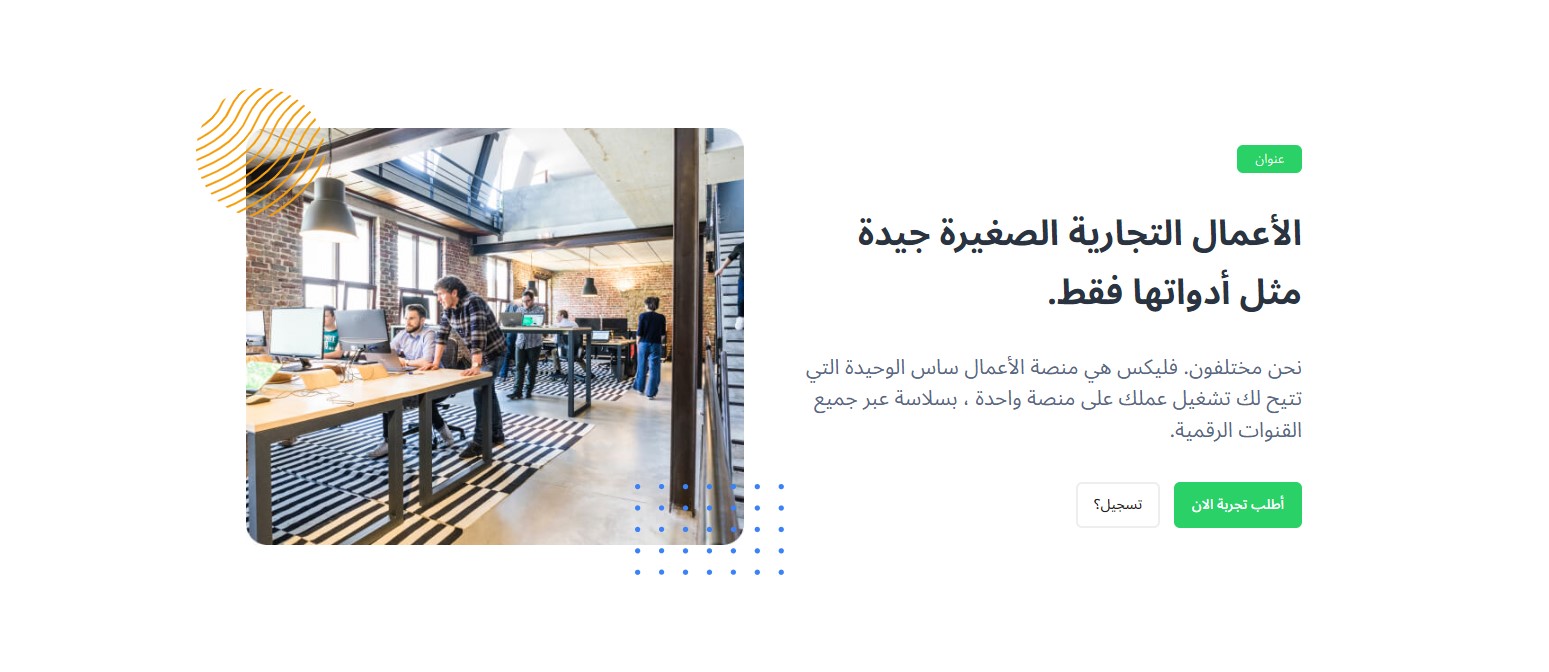 عنوان
الأعمال التجارية الصغيرة جيدة
مثل أدواتها فقط.
نحن مختلفون. فليكس هي منصة الأعمال ساس الوحيدة التي
تتيح لك تشغيل عملك على منصة واحدة ، بسلاسة عبر جميع
القنوات الرقمية.
أطلب تجربة الان
تسجيل؟